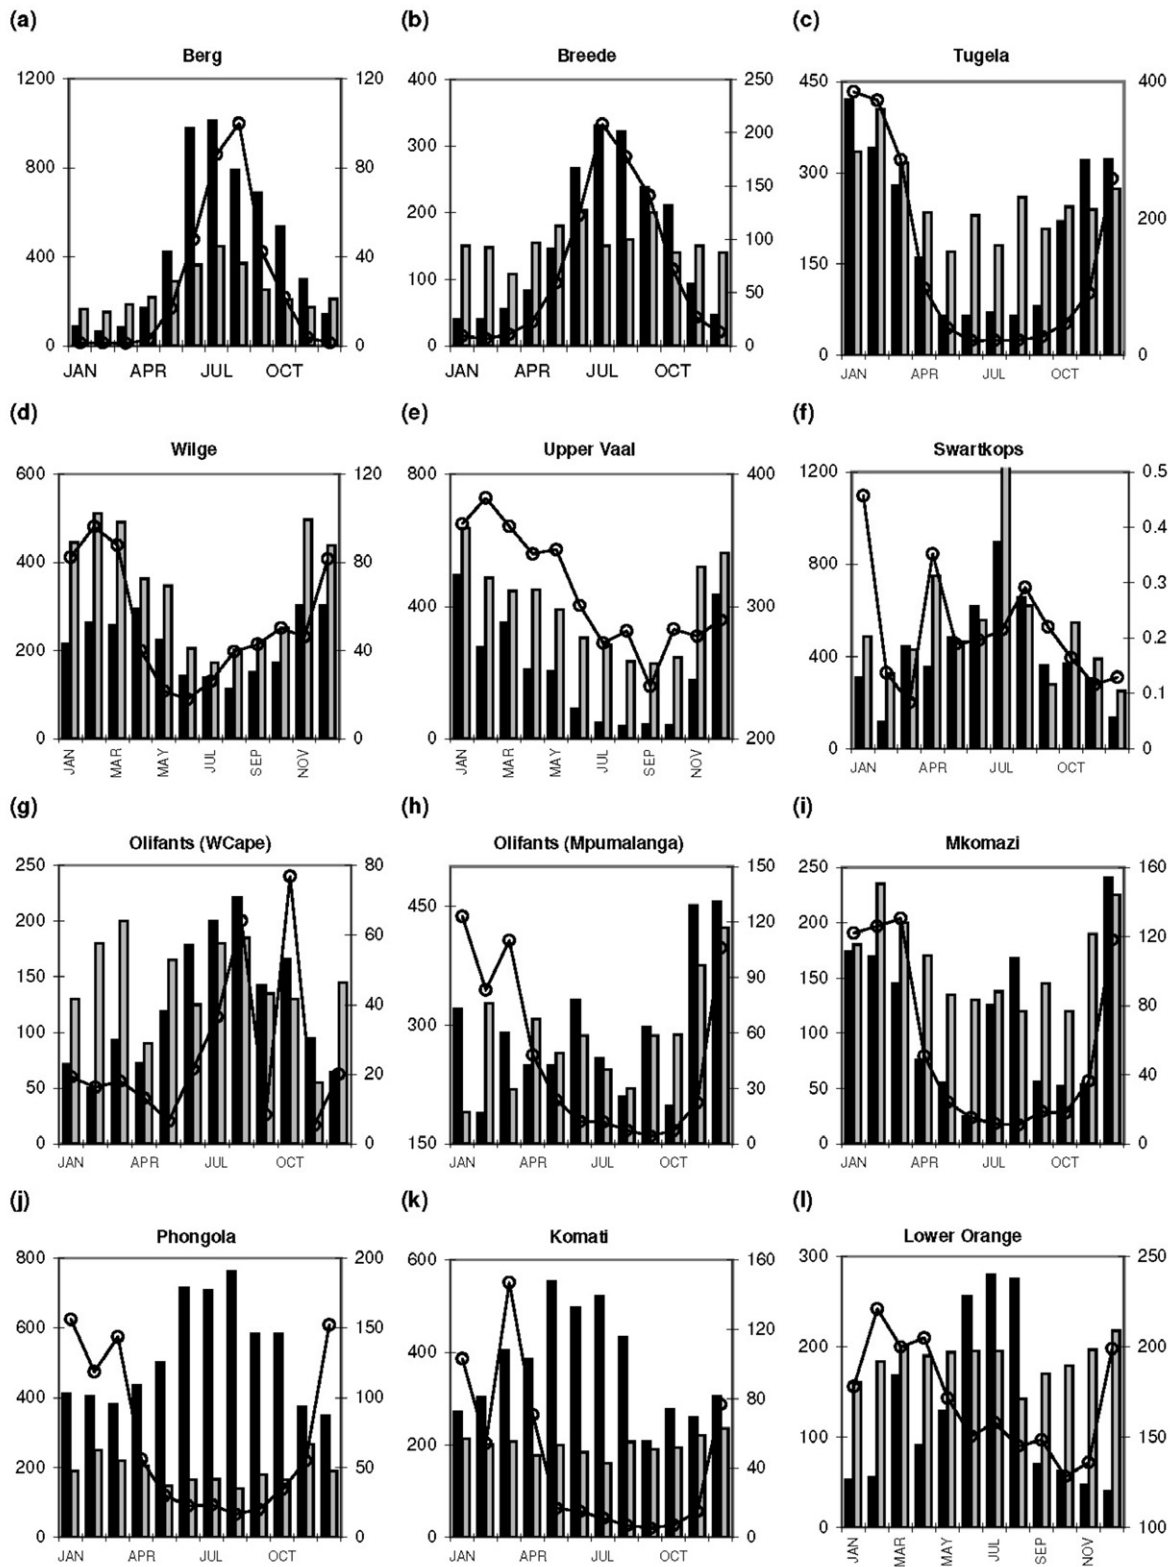 (a) (b) (c)
Berg Breede Tugela
1200 120 400 250 450 400
800 80 300 200 300
200 150 200
400 40 100 100 150
50
0 0 0 0 0 0
JAN APR JUL OCT JAN APR JUL OCT JAN APR JUL OCT
(d) (e) (f)
Wilge Upper Vaal Swartkops
600 120 800 400 1200 0.5
400 80 400 300 800 0.4
0.3
200 40 400 0.2
0.1
0 0 0 200 0 0
JAN MAR MAY JUL SEP NOV JAN MAR MAY JUL SEP NOV JAN APR JUL OCT
(g) (h) (i)
Olifants (WCape) Olifants (Mpumalanga) Mkomazi
250 80 450 150 250 160
200 60 120 200 120
150 40 300 90 150 80
100 60 100
50 20 30 50 40
0 0 150 0 0 0
JAN APR JUL OCT JAN APR JUL OCT JAN APR JUL OCT
(j) (k) (l)
Phongola Komati Lower Orange
800 200 600 160 300 250
600 150 400 120 200 200
400 100 80
200 50 200 40 100 150
0 0 0 0 0 100
JAN APR JUL OCT JAN APR JUL OCT JAN MAR MAY JUL SEP NOV